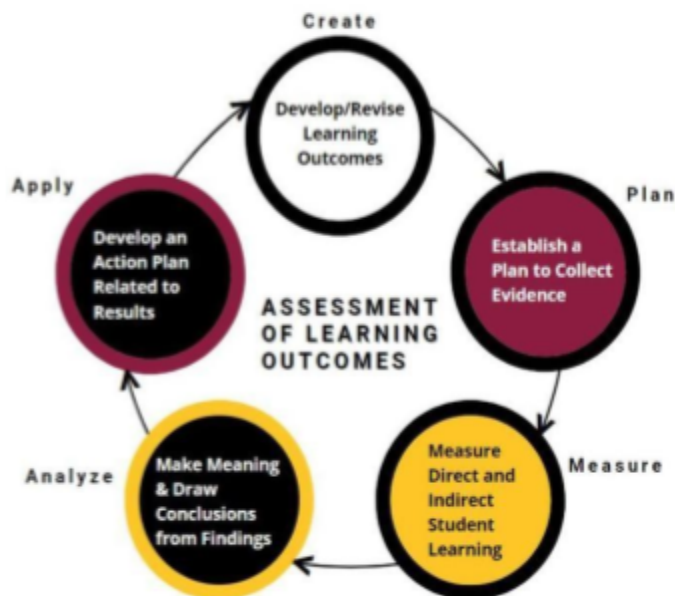 Create
Develop/Revise
Learning
Outcomes
Plan
Establish a
Plan to Collect
Evidence
Measure
Measure
Direct and
Indirect
Student
Learning
Analyze
Make Meaning
& Draw
Conclusions
from Findings
Apply
Develop an
Action Plan
Related to
Results
ASSESSMENT
OF LEARNING
OUTCOMES